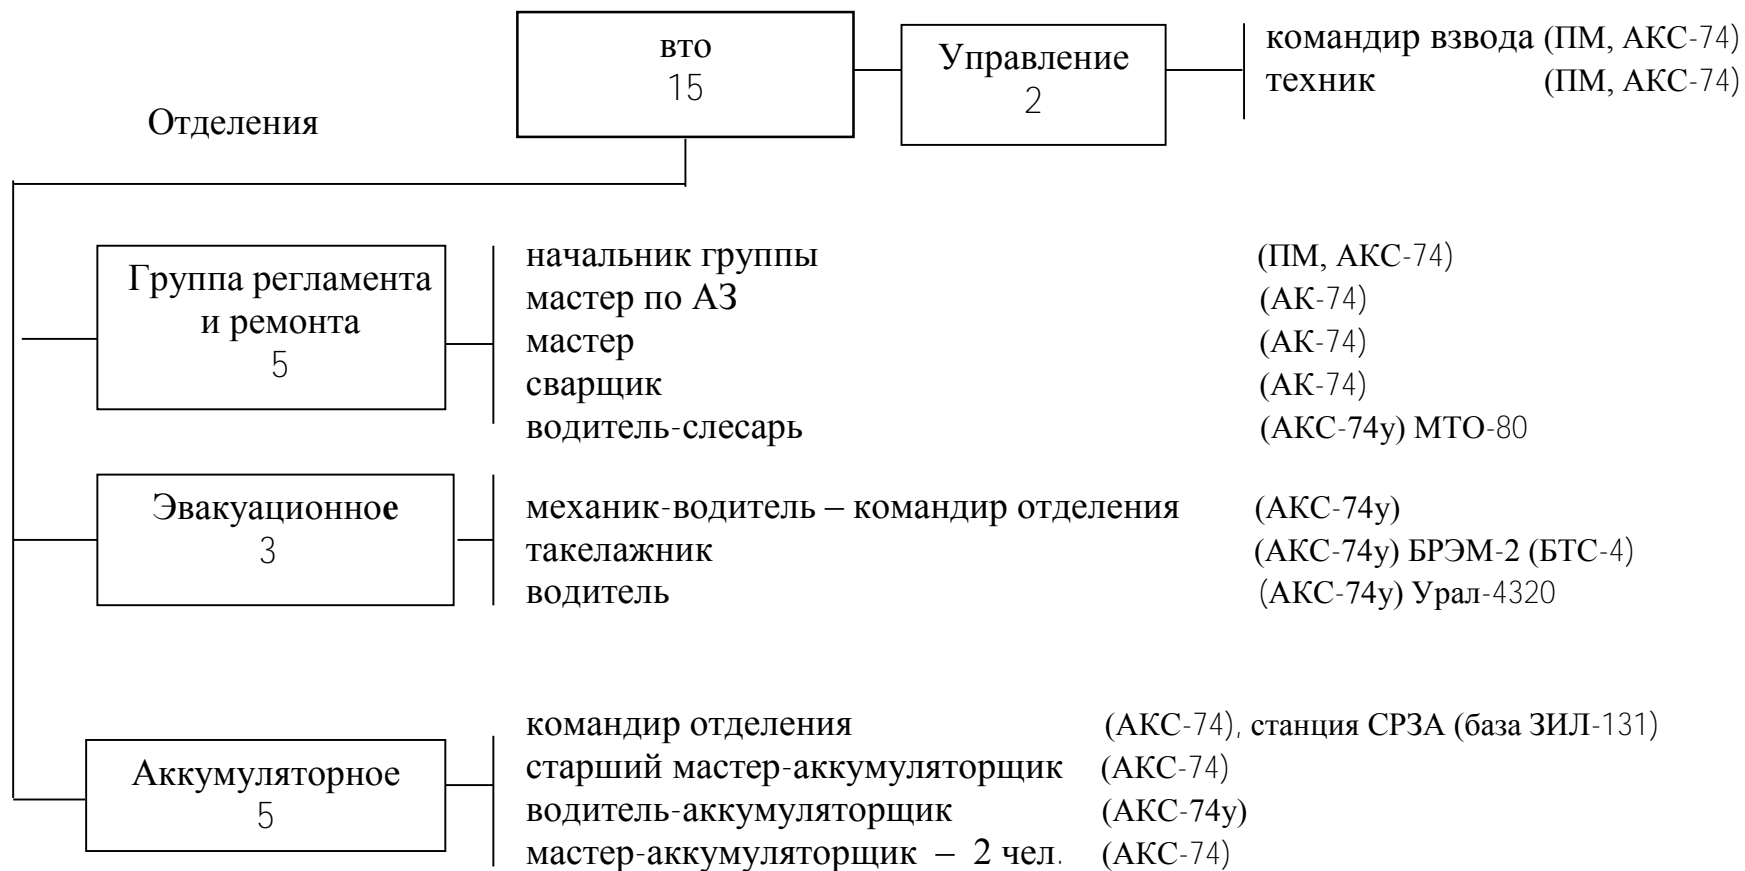 вто
15
Управление
2
командир взвода (ПМ, АКС-74)
техник (ПМ, АКС-74)
Отделения
Группа регламента
и ремонта
5
начальник группы (ПМ, АКС-74)
мастер по АЗ (АК-74)
мастер (АК-74)
сварщик (АК-74)
водитель-слесарь (АКС-74у) МТО-80
Эвакуационное
3
механик-водитель – командир отделения (АКС-74у)
такелажник (АКС-74у) БРЭМ-2 (БТС-4)
водитель (АКС-74у) Урал-4320
Аккумуляторное
5
командир отделения (АКС-74), станция СРЗА (база ЗИЛ-131)
старший мастер-аккумуляторщик (АКС-74)
водитель-аккумуляторщик (АКС-74у)
мастер-аккумуляторщик – 2 чел. (АКС-74)